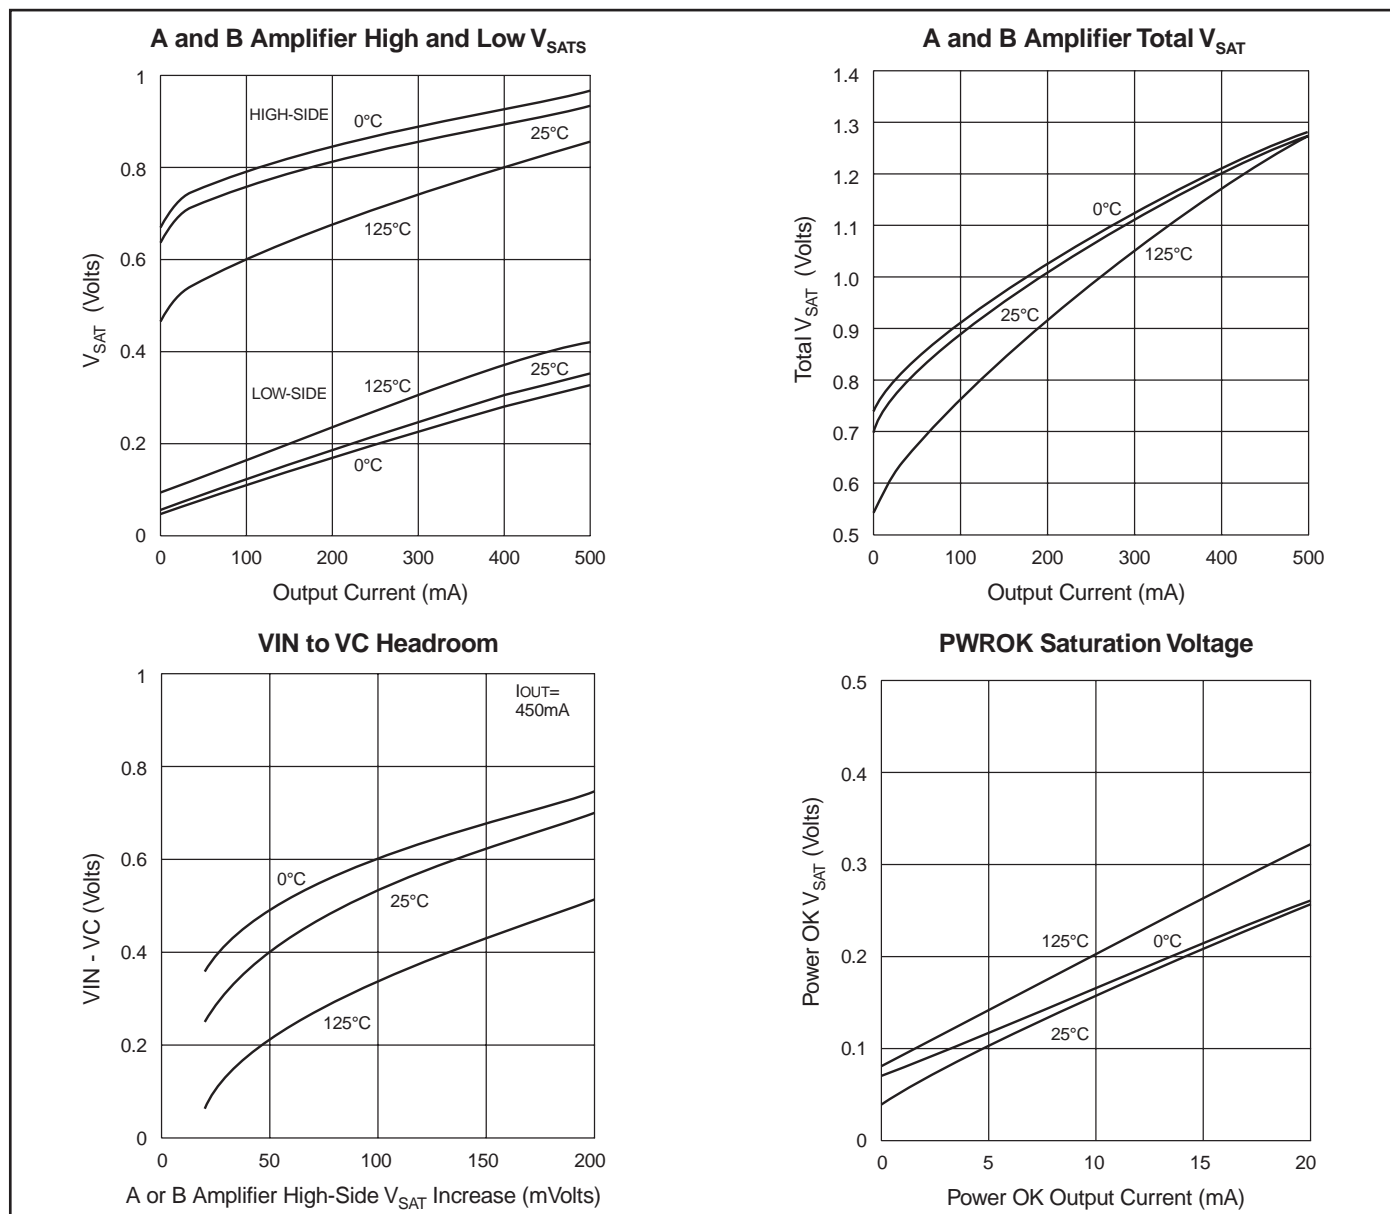 A and B Amplifier High and Low VSATS
1
0.8
0.6
0.4
0.2
0
VSAT (Volts)
HIGH-SIDE
0°C
25°C
125°C
LOW-SIDE
125°C
25°C
0°C
0 100 200 300 400 500
Output Current (mA)
A and B Amplifier Total VSAT
1.4
1.3
1.2
1.1
1.0
0.9
0.8
0.7
0.6
0.5
Total VSAT (Volts)
0°C
125°C
25°C
0 100 200 300 400 500
Output Current (mA)
VIN to VC Headroom
1
0.8
0.6
0.4
0.2
0
VIN - VC (Volts)
IOUT=
450mA
0°C
25°C
125°C
0 50 100 150 200
A or B Amplifier High-Side VSAT Increase (mVolts)
PWROK Saturation Voltage
0.5
0.4
0.3
0.2
0.1
0
Power OK VSAT (Volts)
125°C
0°C
25°C
0 5 10 15 20
Power OK Output Current (mA)